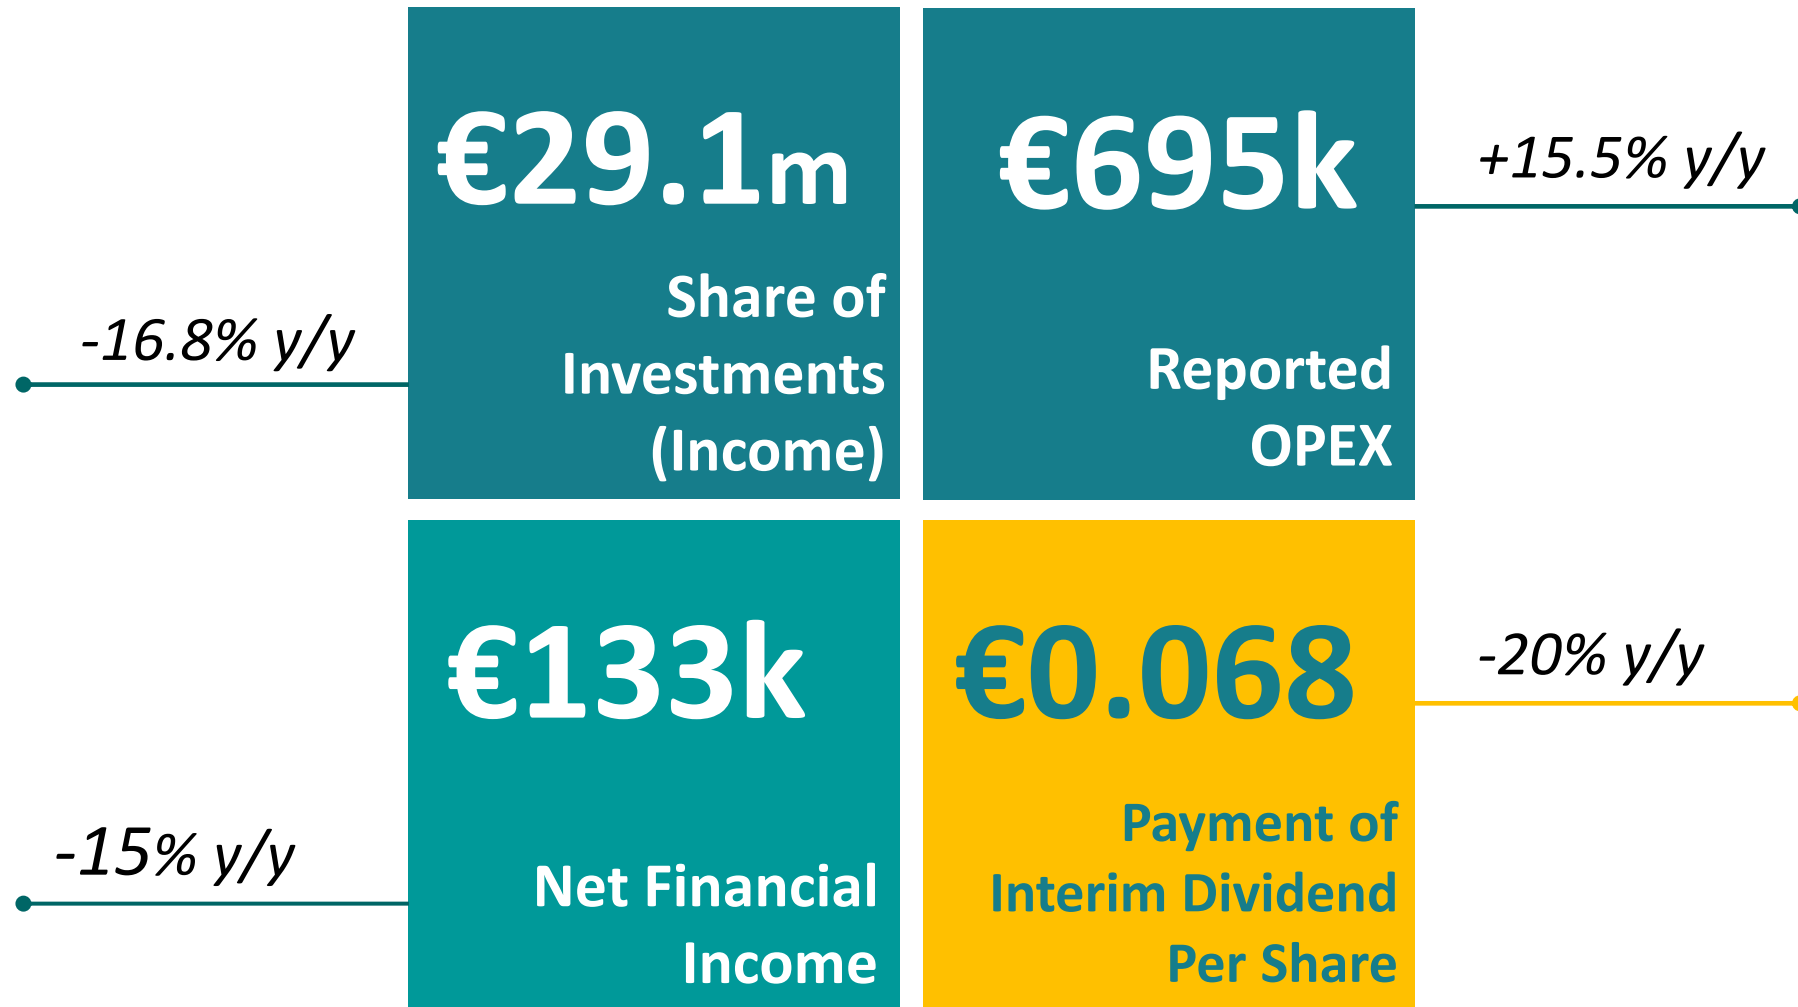 €29.1m
Share of
Investments
(Income)
-16.8% y/y
€695k
Reported
OPEX
+15.5% y/y
€133k
Net Financial
Income
-15% y/y
€0.068
Payment of
Interim Dividend
Per Share
-20% y/y